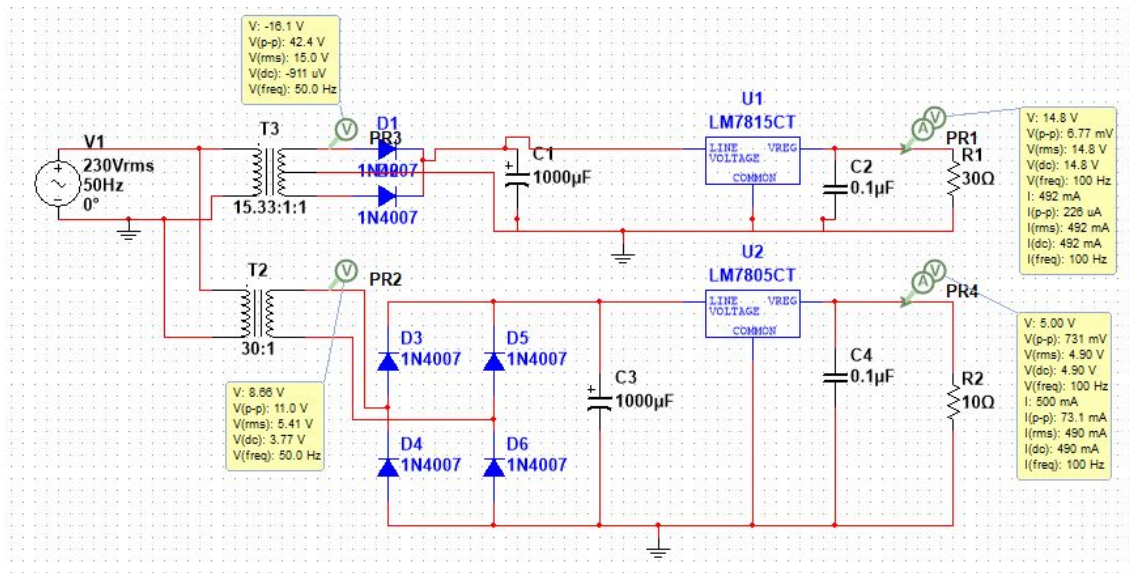 V: -16.1 V
V(p-p): 42.4 V
V(rms): 15.0 V
V(dc): -911 uV
V(freq): 50.0 Hz
V
V1
230Vrms
50Hz
0°
T3
15.33:1:1
D1
PR3
1N4007
D2
1N4007
C1
1000µF
U1
LM7815CT
LINE VREG
VOLTAGE
COMMON
C2
0.1µF
A V
PR1
R1
30Ω
V: 14.8 V
V(p-p): 6.77 mV
V(rms): 14.8 V
V(dc): 14.8 V
V(freq): 100 Hz
I: 492 mA
I(p-p): 226 uA
I(rms): 492 mA
I(dc): 492 mA
I(freq): 100 Hz
T2
30:1
V
PR2
V: 8.66 V
V(p-p): 11.0 V
V(rms): 5.41 V
V(dc): 3.77 V
V(freq): 50.0 Hz
D3
1N4007
D5
1N4007
D4
1N4007
D6
1N4007
C3
1000µF
U2
LM7805CT
LINE VREG
VOLTAGE
COMMON
C4
0.1µF
A V
PR4
R2
10Ω
V: 5.00 V
V(p-p): 731 mV
V(rms): 4.90 V
V(dc): 4.90 V
V(freq): 100 Hz
I: 500 mA
I(p-p): 73.1 mA
I(rms): 490 mA
I(dc): 490 mA
I(freq): 100 Hz